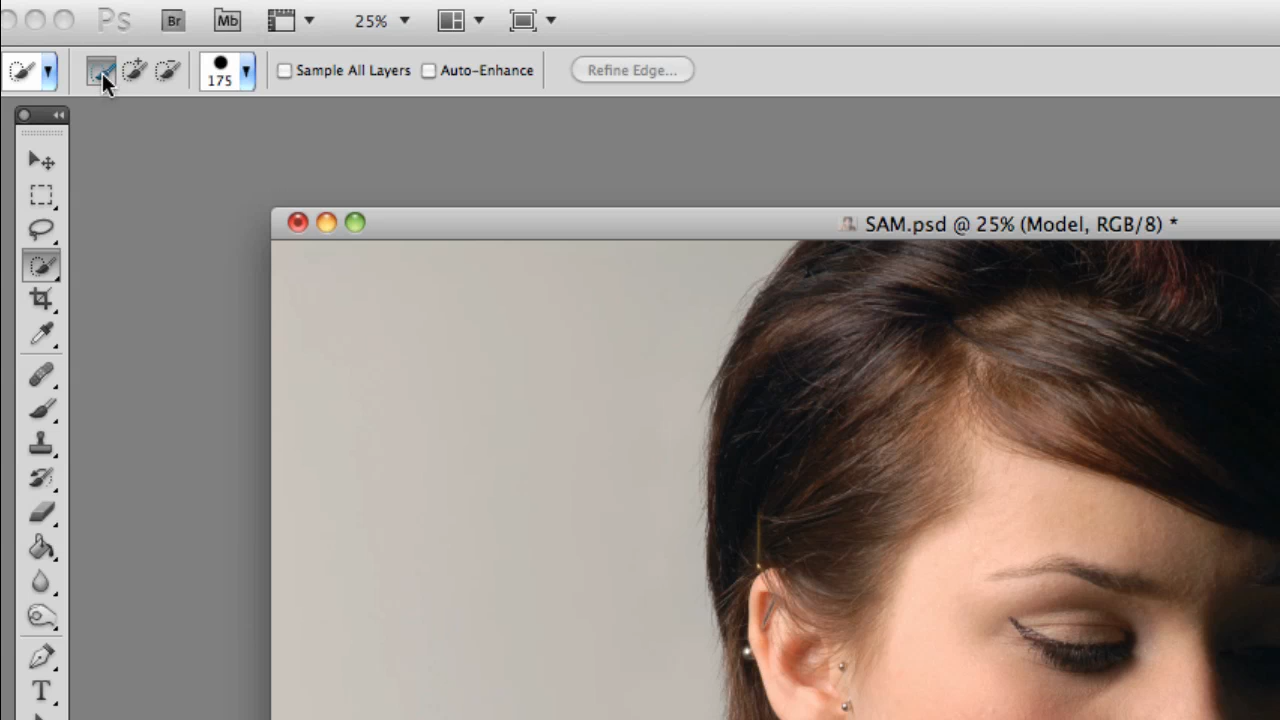 Ps Br Mb 25%
175 Sample All Layers Auto-Enhance Refine Edge...
SAM.psd @ 25% (Model, RGB/8) *
T